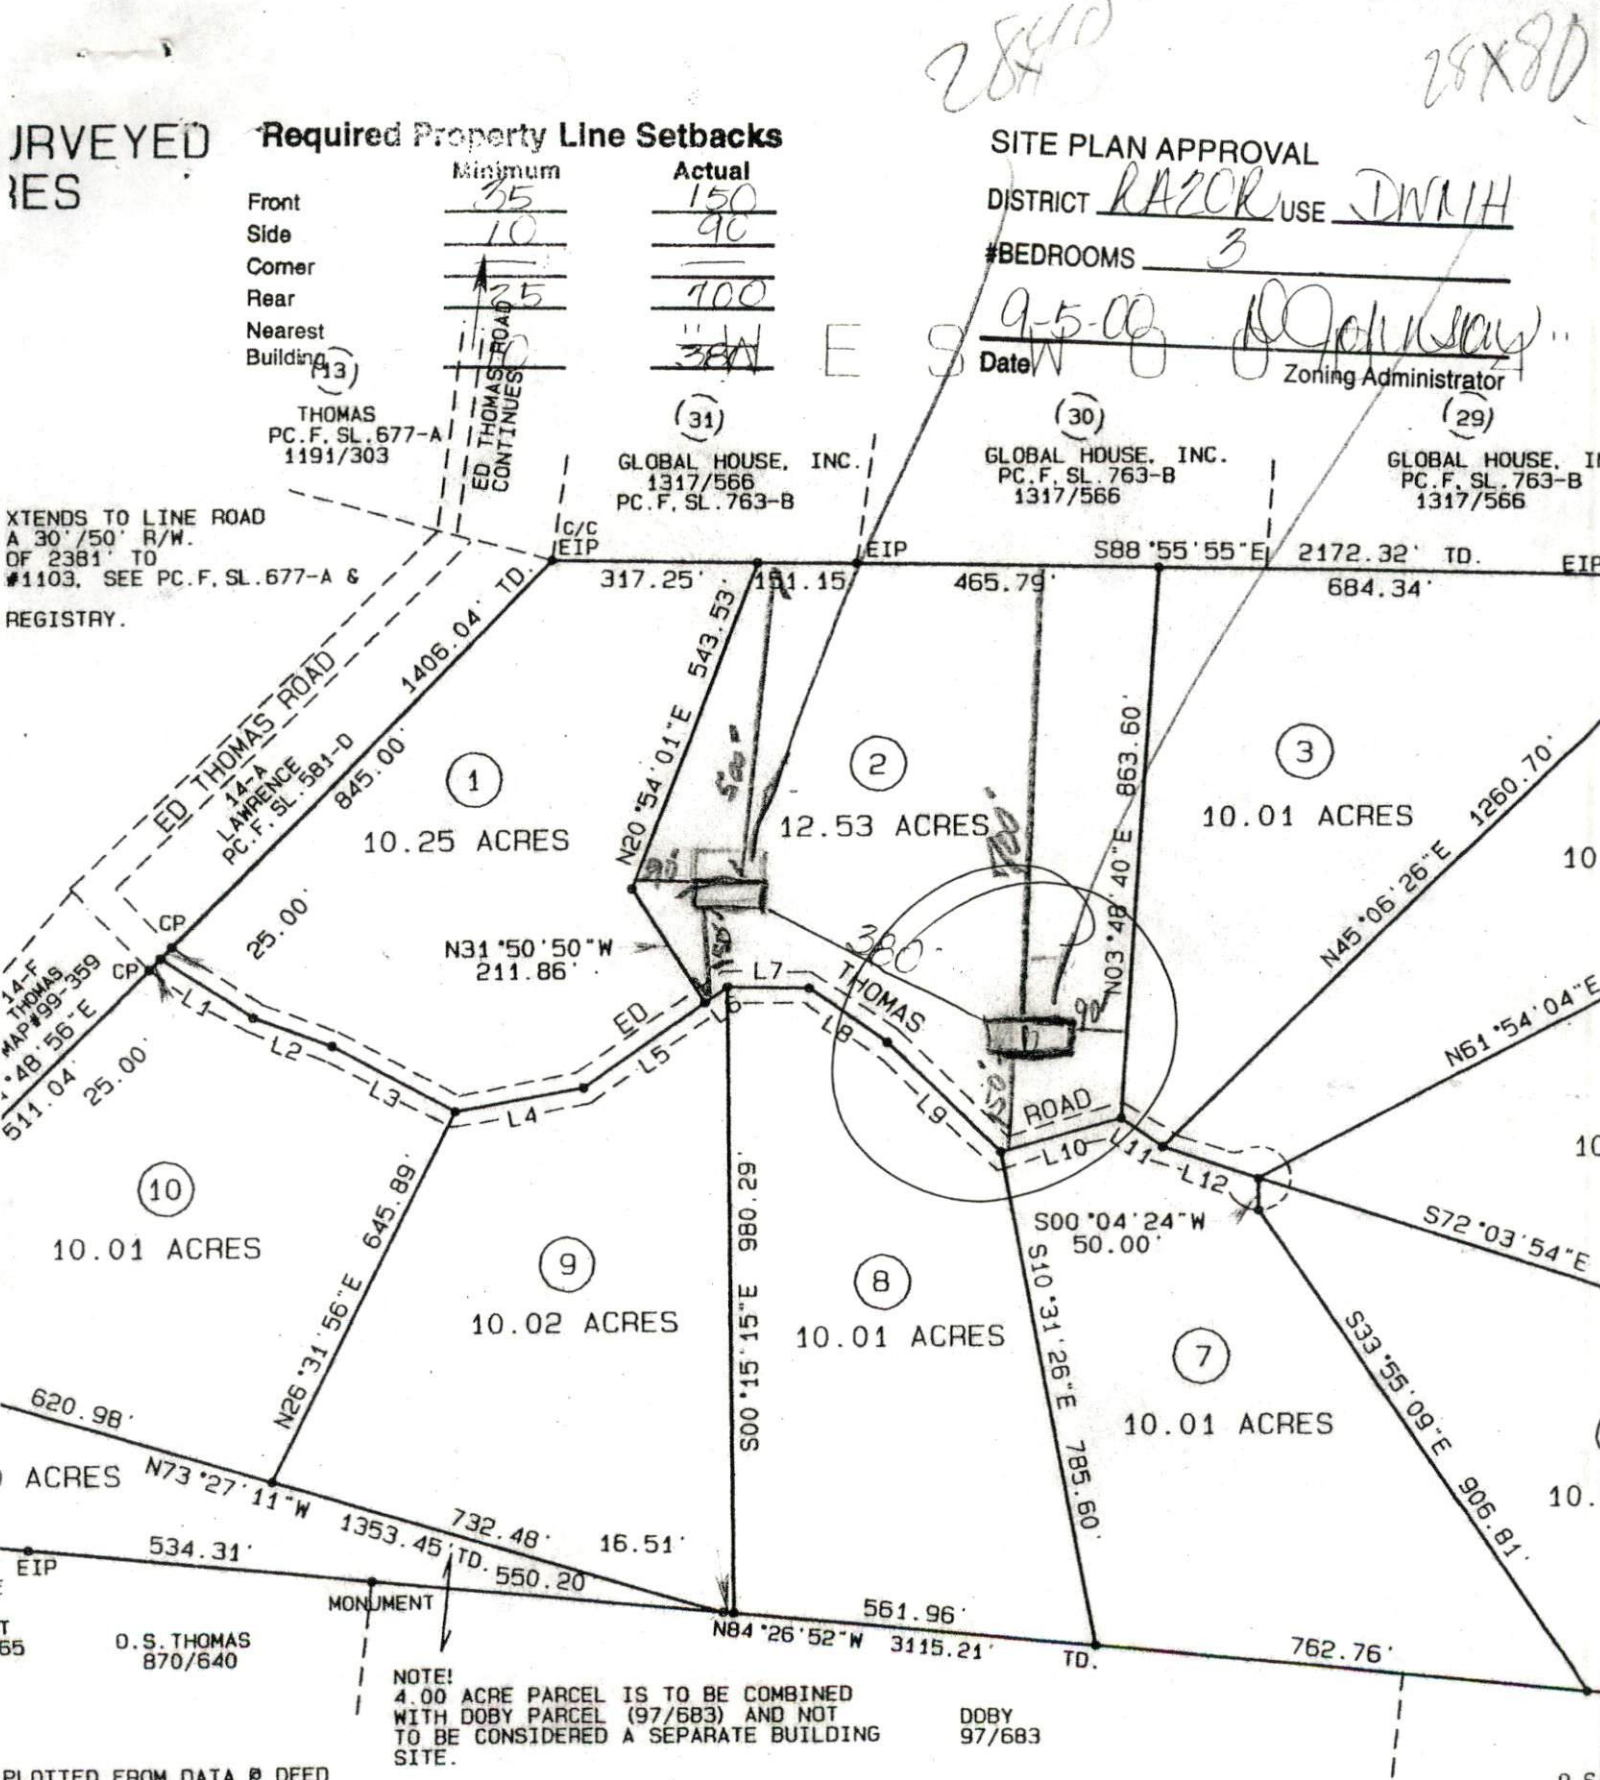 28X80
URVEYED
RES
Required Property Line Setbacks
Minimum Actual
Front 35 150
Side 10 90
Corner — —
Rear 25 700
Nearest
Building 380
SITE PLAN APPROVAL
DISTRICT RA20R USE DWMH
#BEDROOMS 3
9-5-00
Date Zoning Administrator
"W E S W O O
(13)
THOMAS
PC.F.SL.677-A
1191/303
ED THOMAS ROAD
CONTINUES
(31)
GLOBAL HOUSE, INC.
1317/566
PC.F.SL.763-B
(30)
GLOBAL HOUSE, INC.
PC.F.SL.763-B
1317/566
(29)
GLOBAL HOUSE, I
PC.F.SL.763-B
1317/566
XTENDS TO LINE ROAD
A 30'/50' R/W.
OF 2381' TO
#1103. SEE PC.F.SL.677-A &
REGISTRY.
C/C
EIP
EIP
S88°55'55"E 2172.32' TD.
EIP
317.25' 151.15' 465.79' 684.34'
1406.04' TD.
845.00'
ED THOMAS ROAD
14-A
LAWRENCE
PC.F.SL.581-D
N20°54'01"E 543.53'
500'
700'
N03°48'40"E 863.60'
1
10.25 ACRES
2
12.53 ACRES
3
10.01 ACRES
N45°06'26"E 1260.70'
10
90'
CP
CP
25.00'
25.00'
14-F
THOMAS
MAP#99-359
°48'56"E
511.04'
N31°50'50"W
211.86'
150'
380'
90'
150'
ED THOMAS ROAD
L1
L2
L3
L4
L5
L6
L7
L8
L9
L10
L11
L12
N61°54'04"E
10
S72°03'54"E
S00°04'24"W
50.00'
10
10.01 ACRES
N26°31'56"E 645.89'
9
10.02 ACRES
S00°15'15"E 980.29'
8
10.01 ACRES
S10°31'26"E 785.60'
7
10.01 ACRES
S33°55'09"E 906.81'
10.
620.98'
ACRES
N73°27'11"W
1353.45' TD.
732.48'
16.51'
534.31'
550.20'
EIP
MONUMENT
561.96'
N84°26'52"W 3115.21' TD.
762.76'
T
65
O.S.THOMAS
870/640
NOTE!
4.00 ACRE PARCEL IS TO BE COMBINED
WITH DOBY PARCEL (97/683) AND NOT
TO BE CONSIDERED A SEPARATE BUILDING
SITE.
DOBY
97/683
PLOTTED FROM DATA @ DEED